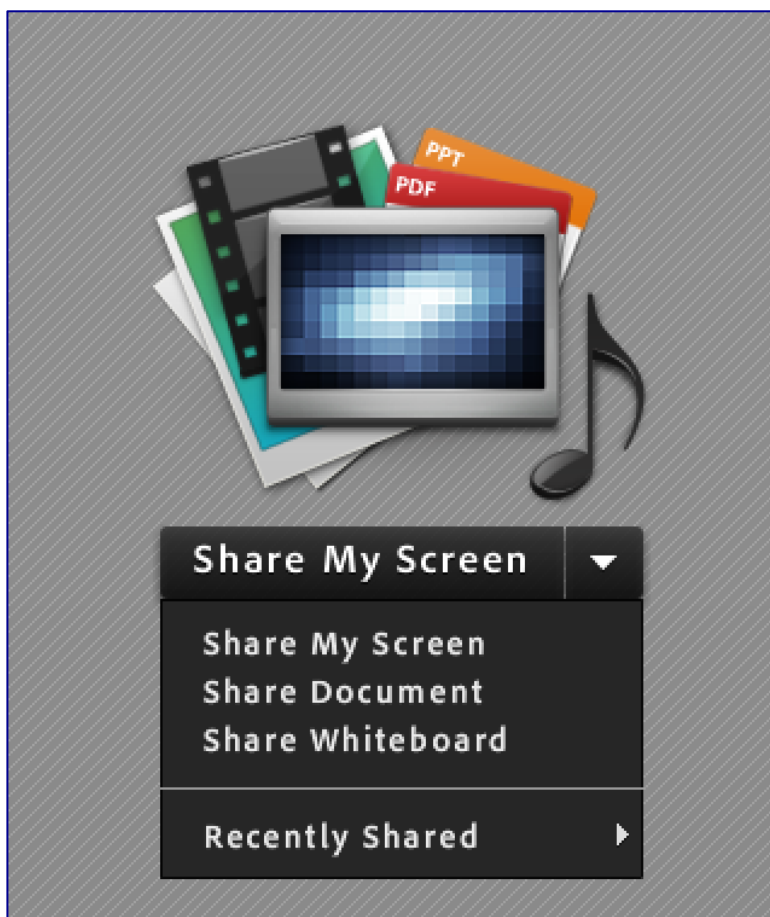 PPT
PDF
Share My Screen
Share My Screen
Share Document
Share Whiteboard
Recently Shared